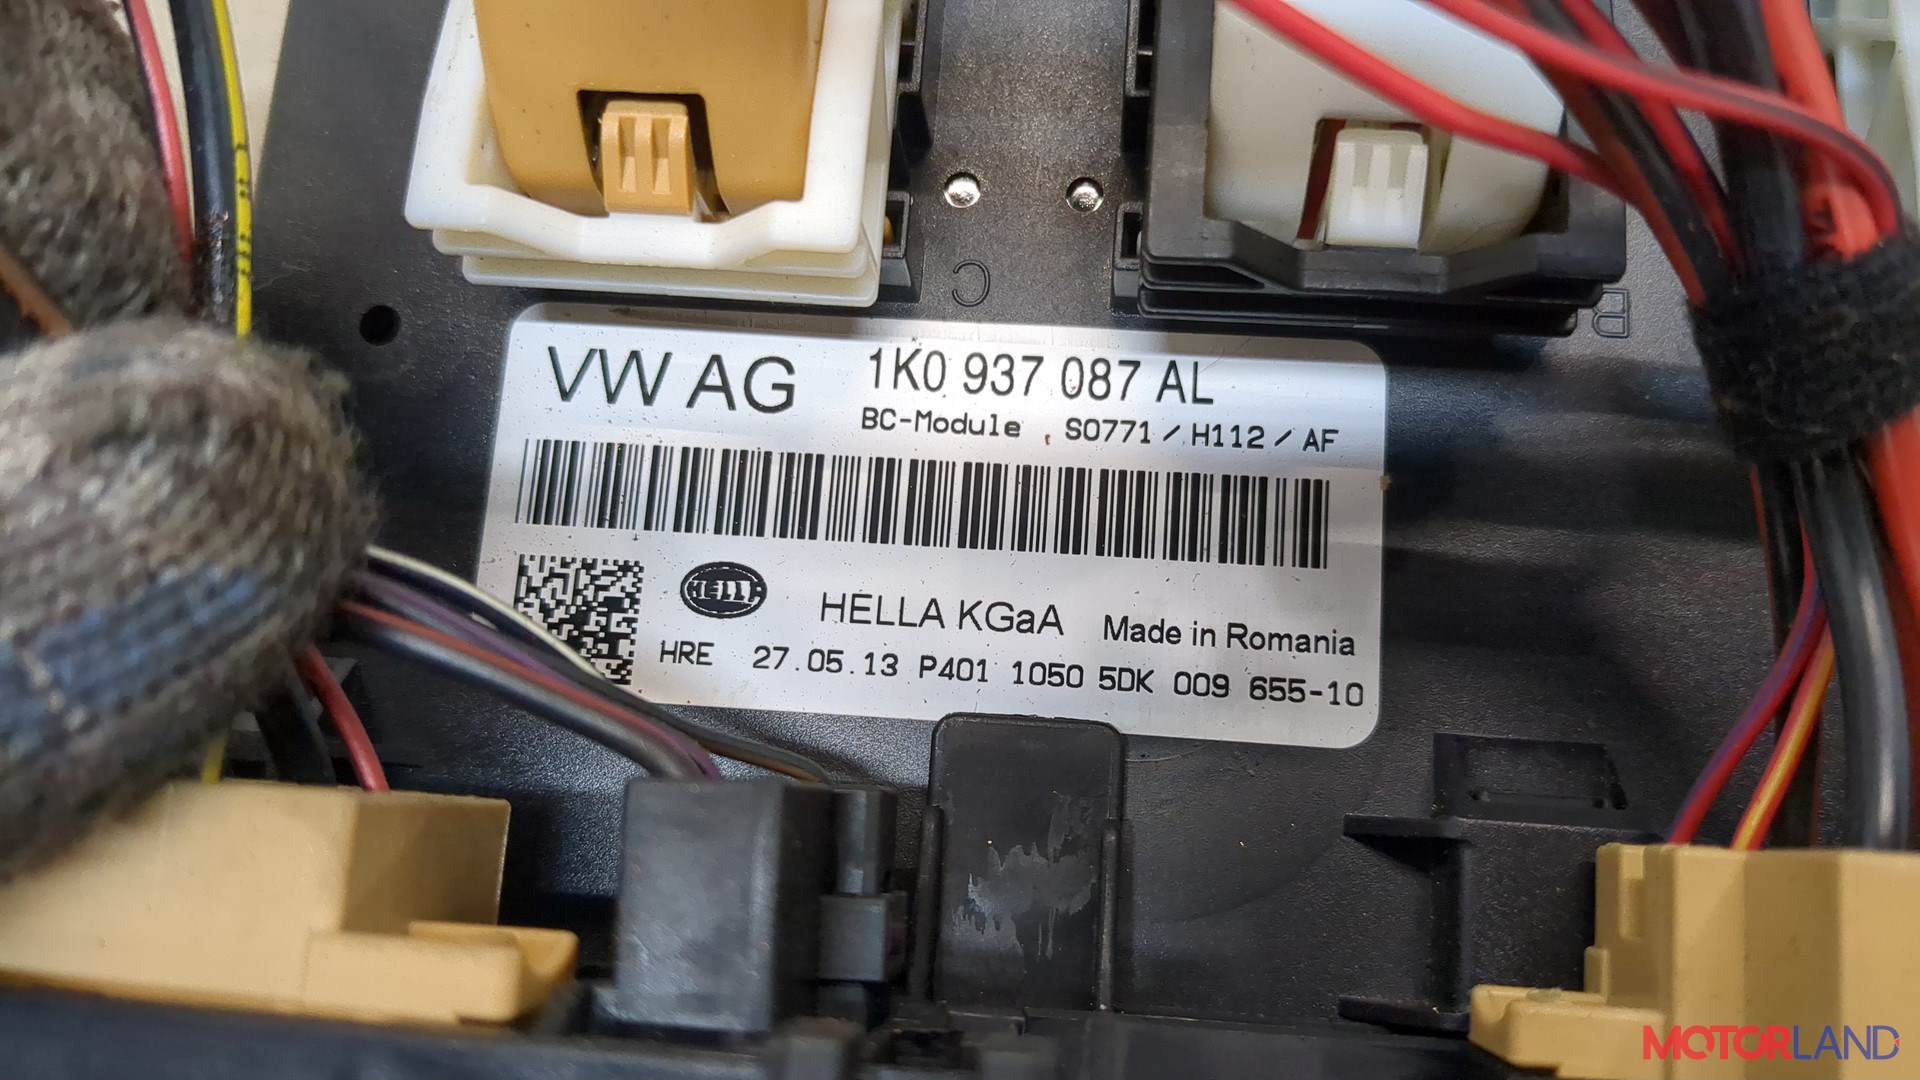 C
B
VW AG 1K0 937 087 AL
BC-Module S0771/H112/AF
HELLA
HELLA KGaA Made in Romania
HRE 27.05.13 P401 1050 5DK 009 655-10
MOTORLAND